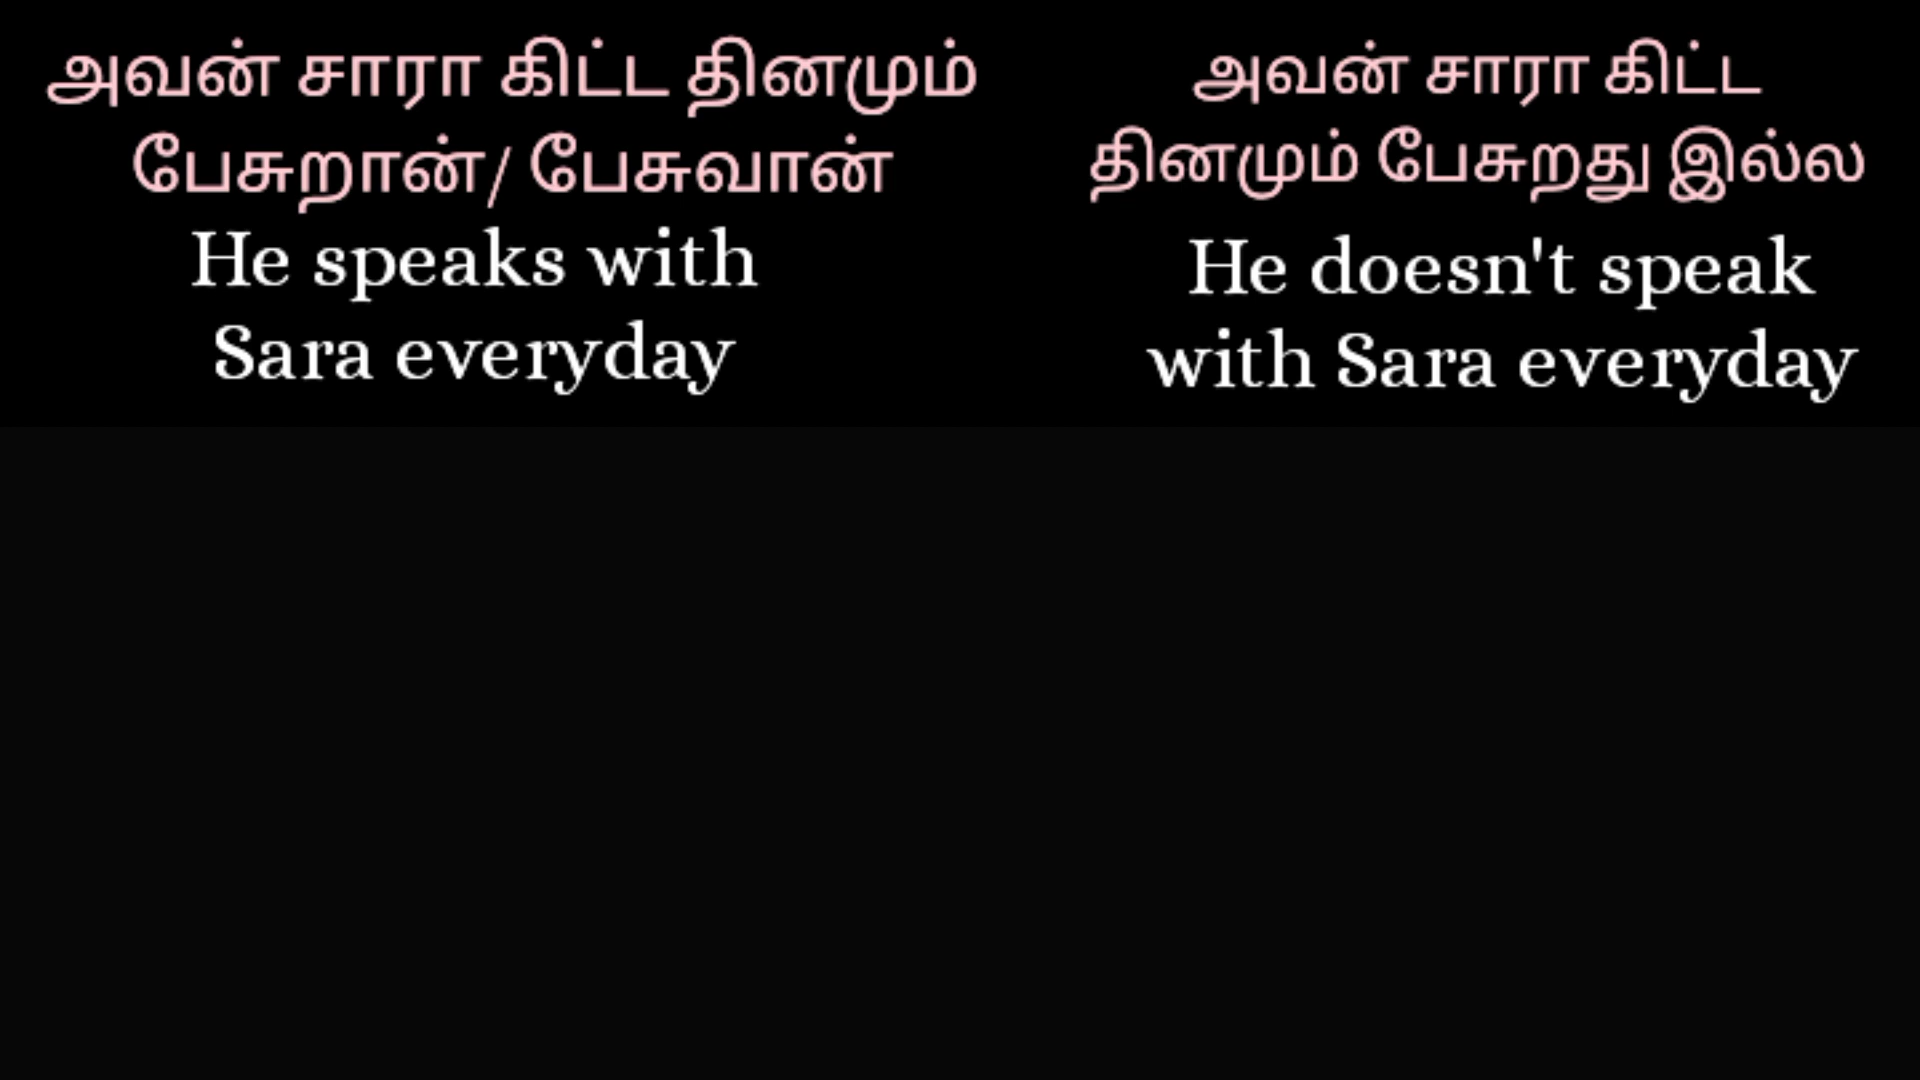 அவன் சாரா கிட்ட தினமும்
பேசுறான்/ பேசுவான்
He speaks with
Sara everyday
அவன் சாரா கிட்ட
தினமும் பேசுறது இல்ல
He doesn't speak
with Sara everyday